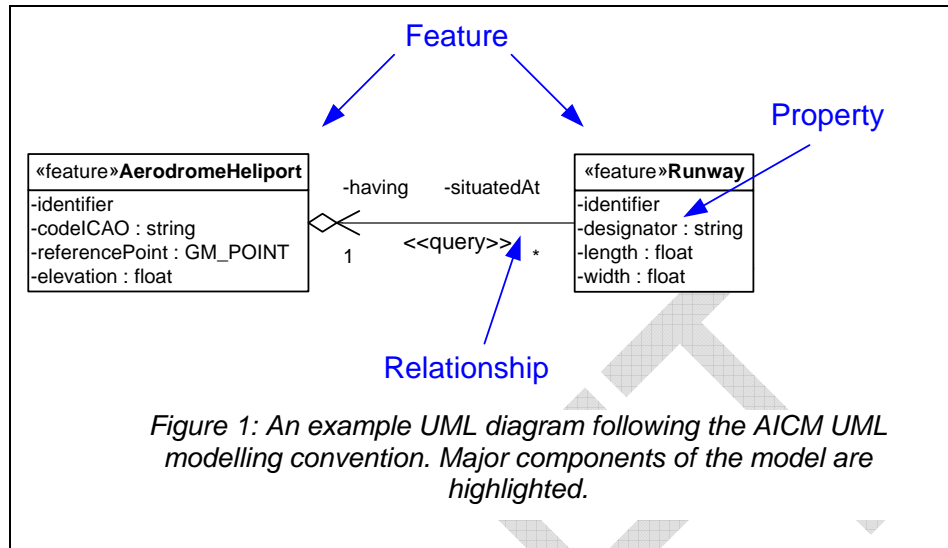 Feature
Property
«feature»AerodromeHeliport
-identifier
-codeICAO : string
-referencePoint : GM_POINT
-elevation : float
-having
-situatedAt
<<query>>
1
*
«feature»Runway
-identifier
-designator : string
-length : float
-width : float
Relationship
Figure 1: An example UML diagram following the AICM UML
modelling convention. Major components of the model are
highlighted.